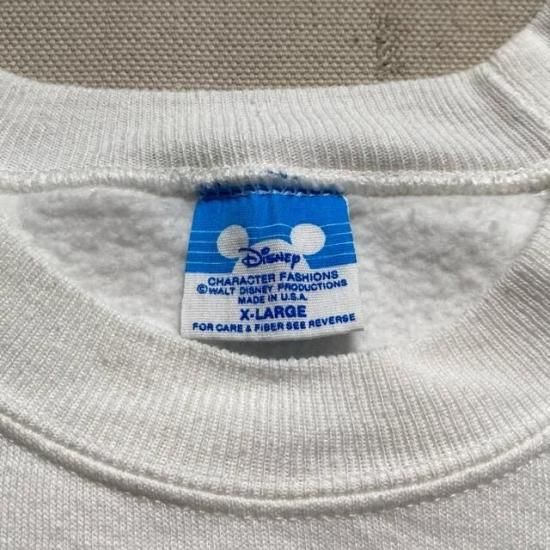 Disney
CHARACTER FASHIONS
©WALT DISNEY PRODUCTIONS
MADE IN U.S.A.
X-LARGE
FOR CARE & FIBER SEE REVERSE